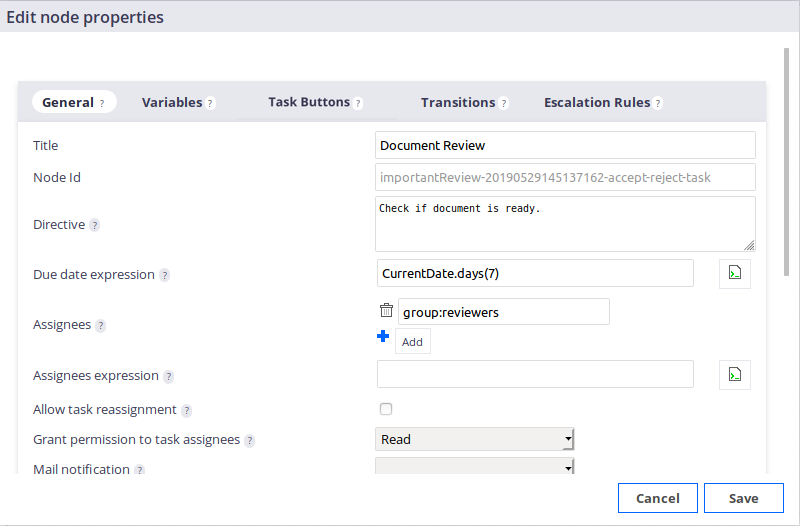 Edit node properties
General ? Variables ? Task Buttons ? Transitions ? Escalation Rules ?
Title Document Review
Node Id importantReview-20190529145137162-accept-reject-task
Directive ? Check if document is ready.
Due date expression ? CurrentDate.days(7)
Assignees ? group:reviewers
Add
Assignees expression ?
Allow task reassignment ?
Grant permission to task assignees ? Read
Mail notification ?
Cancel Save